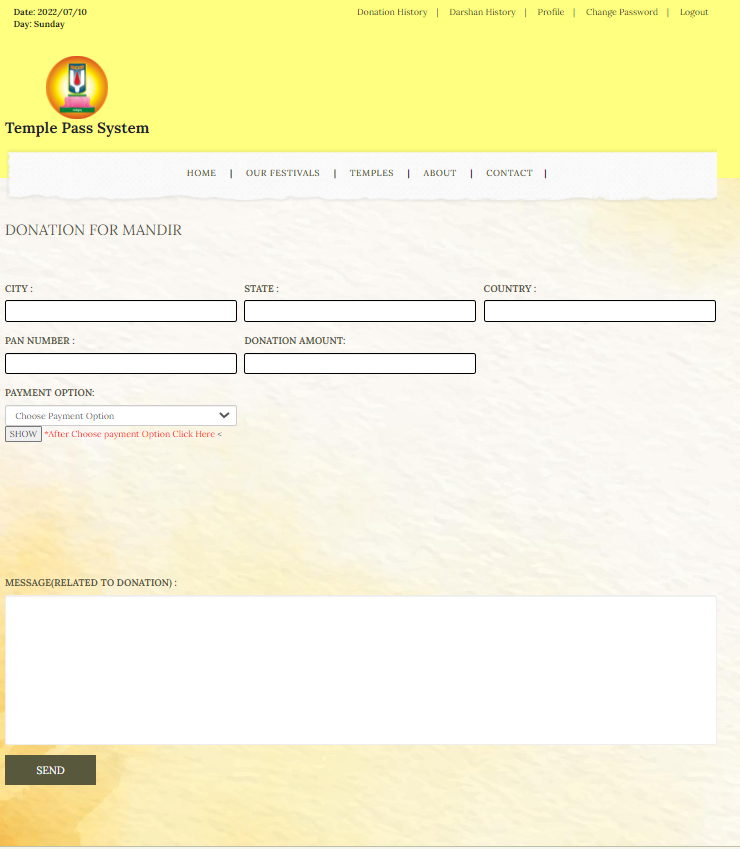 Date: 2022/07/10
Day: Sunday
Donation History | Darshan History | Profile | Change Password | Logout
Temple Pass System
HOME | OUR FESTIVALS | TEMPLES | ABOUT | CONTACT |
DONATION FOR MANDIR
CITY : STATE : COUNTRY :
PAN NUMBER : DONATION AMOUNT:
PAYMENT OPTION:
Choose Payment Option
SHOW *After Choose payment Option Click Here <
MESSAGE(RELATED TO DONATION) :
SEND